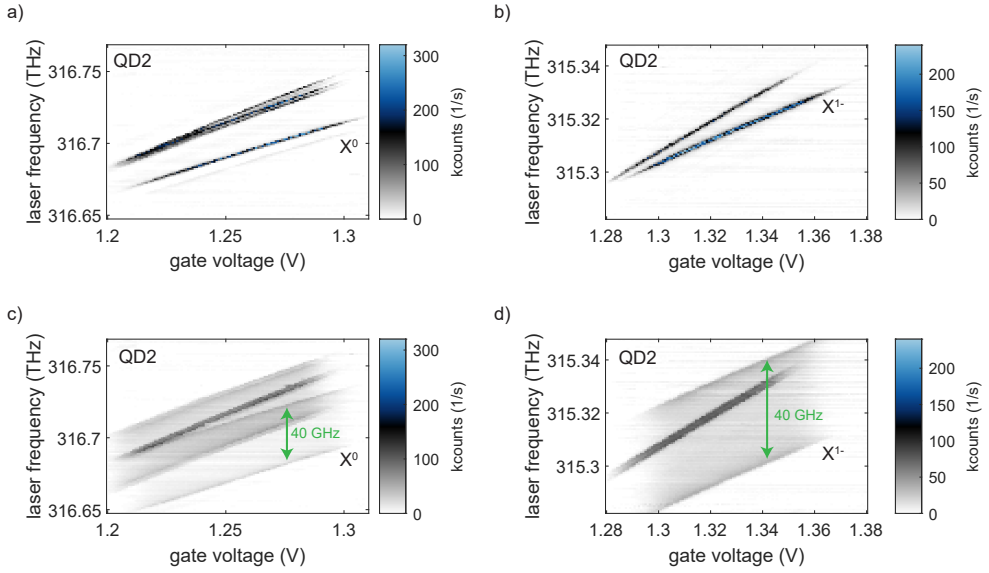 a)
QD2
X⁰
316.75
316.7
316.65
laser frequency (THz)
1.2
1.25
1.3
gate voltage (V)
300
200
100
0
kcounts (1/s)
b)
QD2
X¹⁻
315.34
315.32
315.3
laser frequency (THz)
1.28
1.3
1.32
1.34
1.36
1.38
gate voltage (V)
200
150
100
50
0
kcounts (1/s)
c)
QD2
40 GHz
X⁰
316.75
316.7
316.65
laser frequency (THz)
1.2
1.25
1.3
gate voltage (V)
300
200
100
0
kcounts (1/s)
d)
QD2
40 GHz
X¹⁻
315.34
315.32
315.3
laser frequency (THz)
1.28
1.3
1.32
1.34
1.36
1.38
gate voltage (V)
200
150
100
50
0
kcounts (1/s)